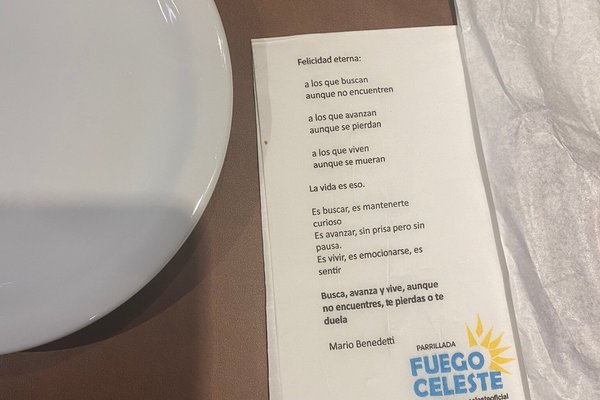 Felicidad eterna:
a los que buscan
aunque no encuentren
a los que avanzan
aunque se pierdan
a los que viven
aunque se mueran
La vida es eso.
Es buscar, es mantenerte
curioso
Es avanzar, sin prisa pero sin
pausa.
Es vivir, es emocionarse, es
sentir
Busca, avanza y vive, aunque
no encuentres, te pierdas o te
duela
Mario Benedetti
PARRILLADA
FUEGO
CELESTE